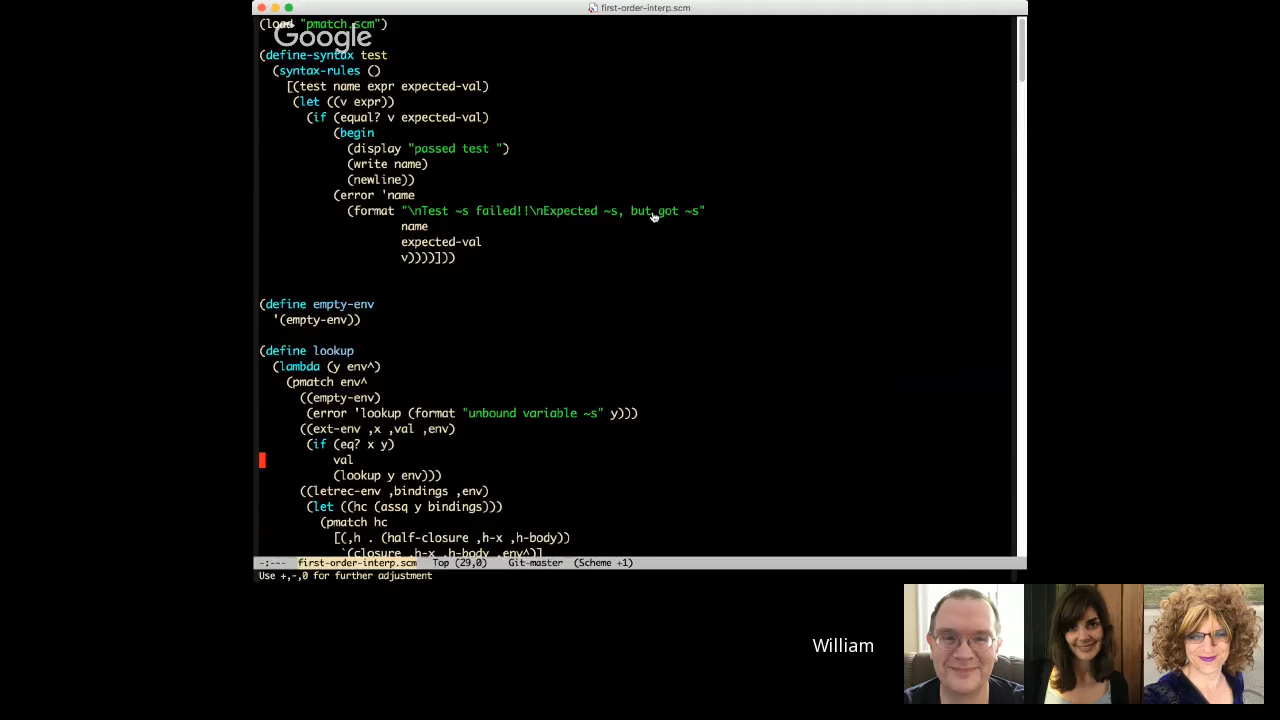 first-order-interp.scm
(load "pmatch.scm")
Google
(define-syntax test
(syntax-rules ()
[(test name expr expected-val)
(let ((v expr))
(if (equal? v expected-val)
(begin
(display "passed test ")
(write name)
(newline))
(error 'name
(format "\nTest ~s failed!!\nExpected ~s, but got ~s"
name
expected-val
v))))]))
(define empty-env
'(empty-env))
(define lookup
(lambda (y env^)
(pmatch env^
((empty-env)
(error 'lookup (format "unbound variable ~s" y)))
((ext-env ,x ,val ,env)
(if (eq? x y)
val
(lookup y env)))
((letrec-env ,bindings ,env)
(let ((hc (assq y bindings)))
(pmatch hc
[(,h . (half-closure ,h-x ,h-body))
`(closure ,h-x ,h-body ,env^)]
-:--- first-order-interp.scm Top (29,0) Git-master (Scheme +1)
Use +,-,0 for further adjustment
William